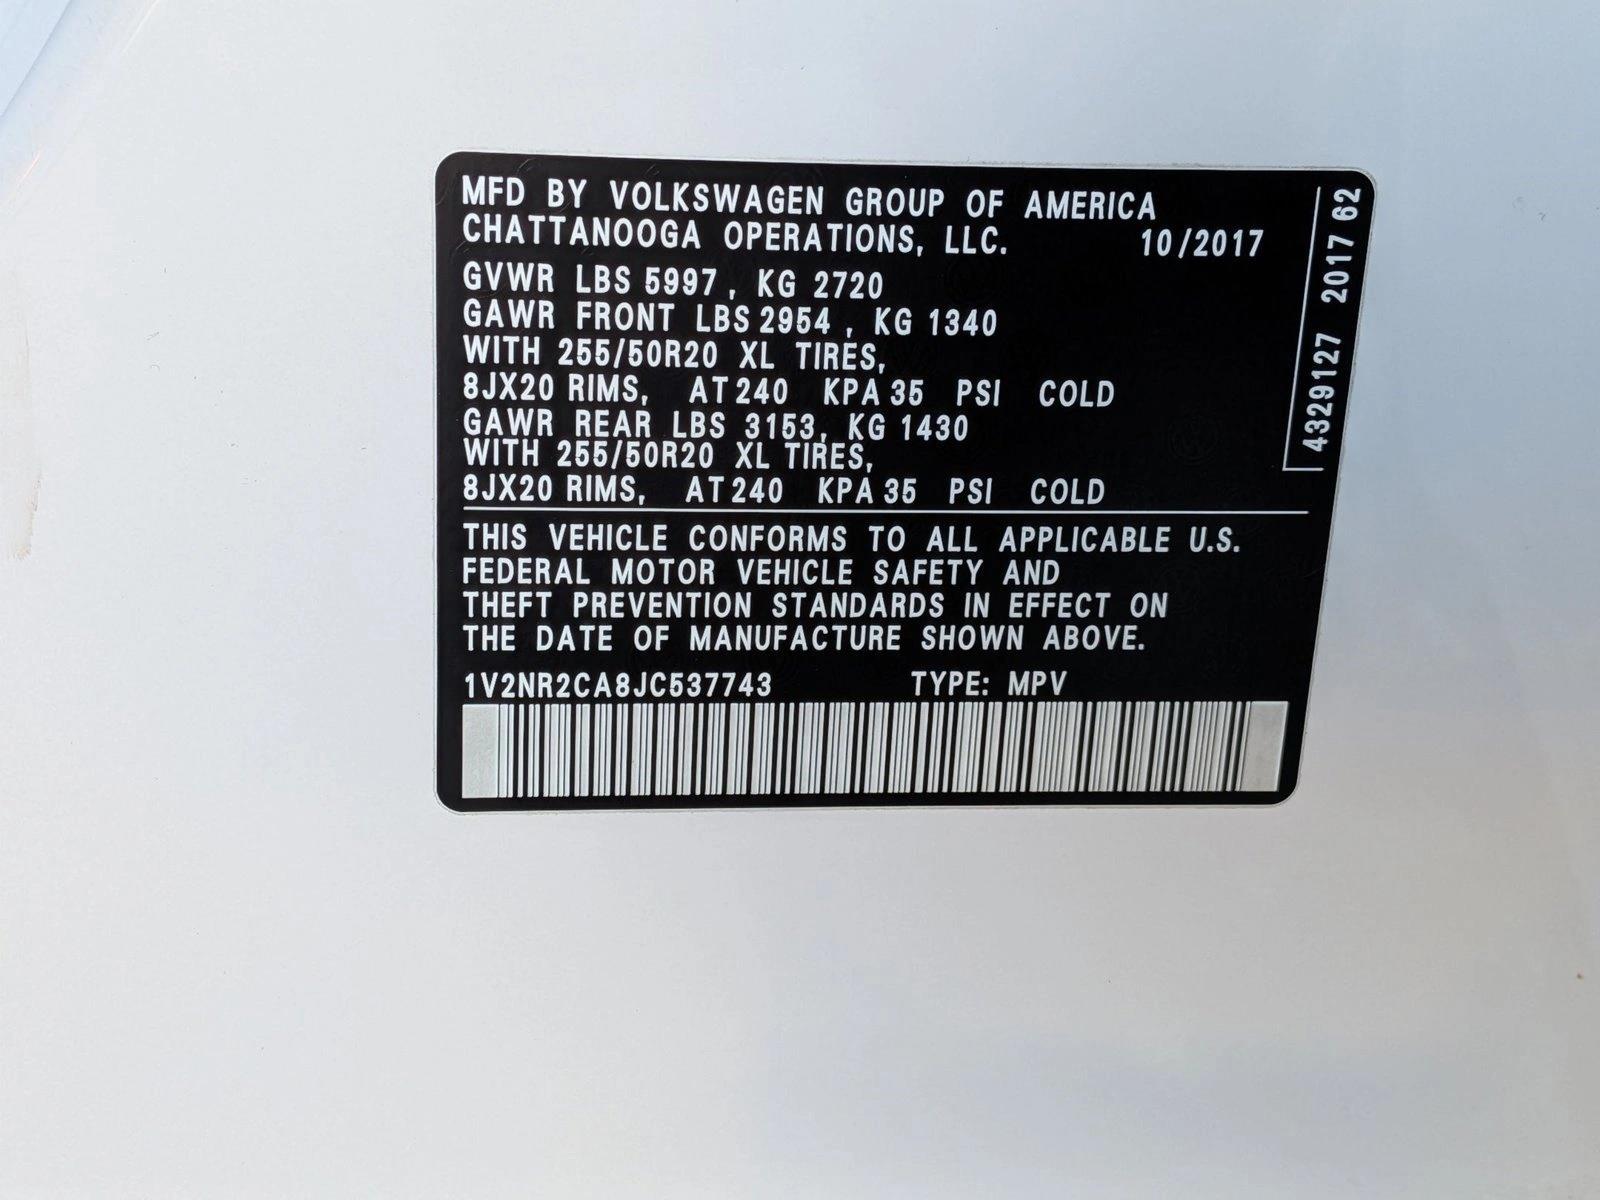 MFD BY VOLKSWAGEN GROUP OF AMERICA
CHATTANOOGA OPERATIONS, LLC. 10/2017
GVWR LBS 5997, KG 2720
GAWR FRONT LBS 2954, KG 1340
WITH 255/50R20 XL TIRES,
8JX20 RIMS, AT 240 KPA 35 PSI COLD
GAWR REAR LBS 3153, KG 1430
WITH 255/50R20 XL TIRES,
8JX20 RIMS, AT 240 KPA 35 PSI COLD
THIS VEHICLE CONFORMS TO ALL APPLICABLE U.S.
FEDERAL MOTOR VEHICLE SAFETY AND
THEFT PREVENTION STANDARDS IN EFFECT ON
THE DATE OF MANUFACTURE SHOWN ABOVE.
1V2NR2CA8JC537743 TYPE: MPV
4329127 2017 62